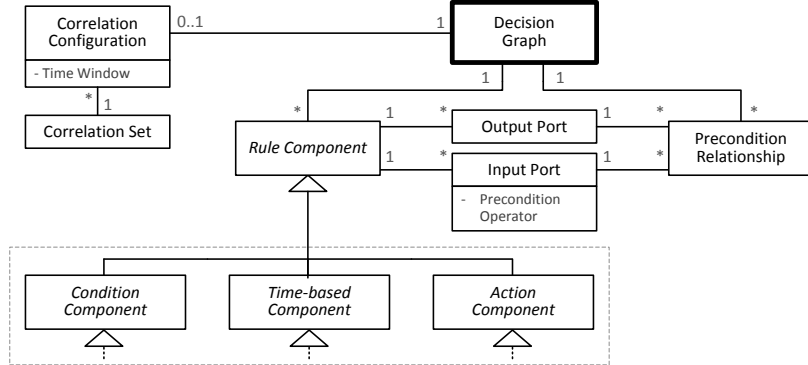 Correlation
Configuration
- Time Window
0..1
1
Decision
Graph
*
1
Correlation Set
1
1
*
*
Rule Component
1
*
Output Port
1
*
Precondition
Relationship
1
*
Input Port
1
*
- Precondition
Operator
Condition
Component
Time-based
Component
Action
Component